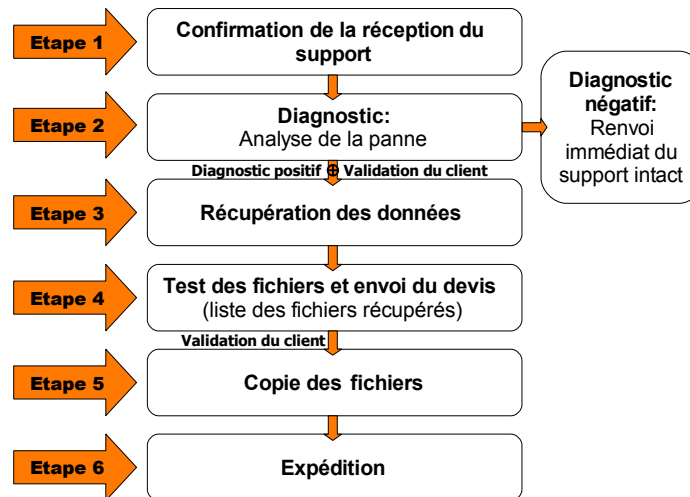 Etape 1
Confirmation de la réception du
support
Etape 2
Diagnostic:
Analyse de la panne
Diagnostic
négatif:
Renvoi
immédiat du
support intact
Diagnostic positif ⊕ Validation du client
Etape 3
Récupération des données
Etape 4
Test des fichiers et envoi du devis
(liste des fichiers récupérés)
Validation du client
Etape 5
Copie des fichiers
Etape 6
Expédition